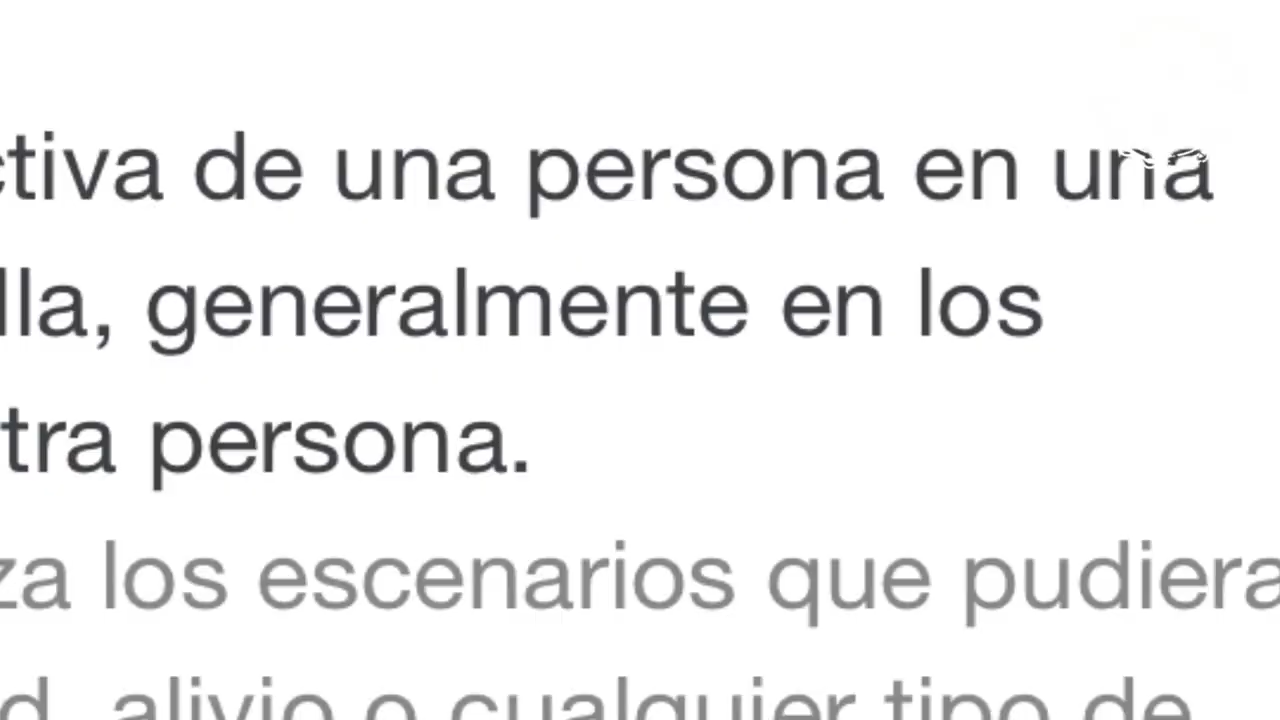 ctiva de una persona en una
lla, generalmente en los
tra persona.
za los escenarios que pudiera
d, alivio o cualquier tipo de